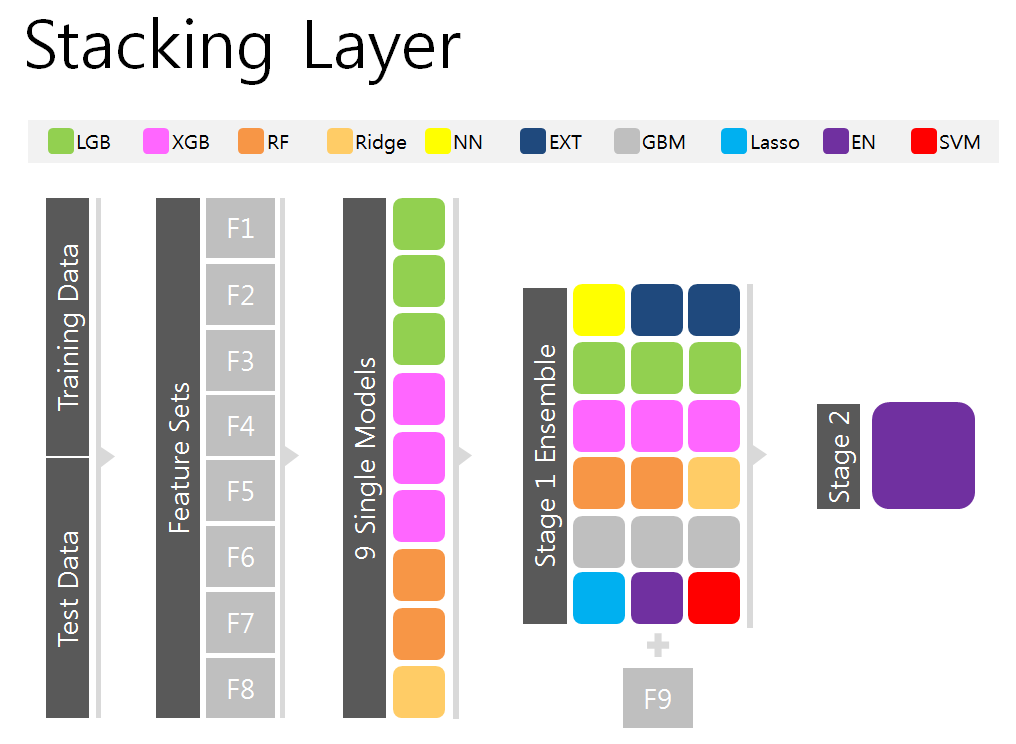 Stacking Layer
LGB XGB RF Ridge NN EXT GBM Lasso EN SVM
Training Data
Test Data
Feature Sets
F1
F2
F3
F4
F5
F6
F7
F8
9 Single Models
Stage 1 Ensemble
F9
Stage 2